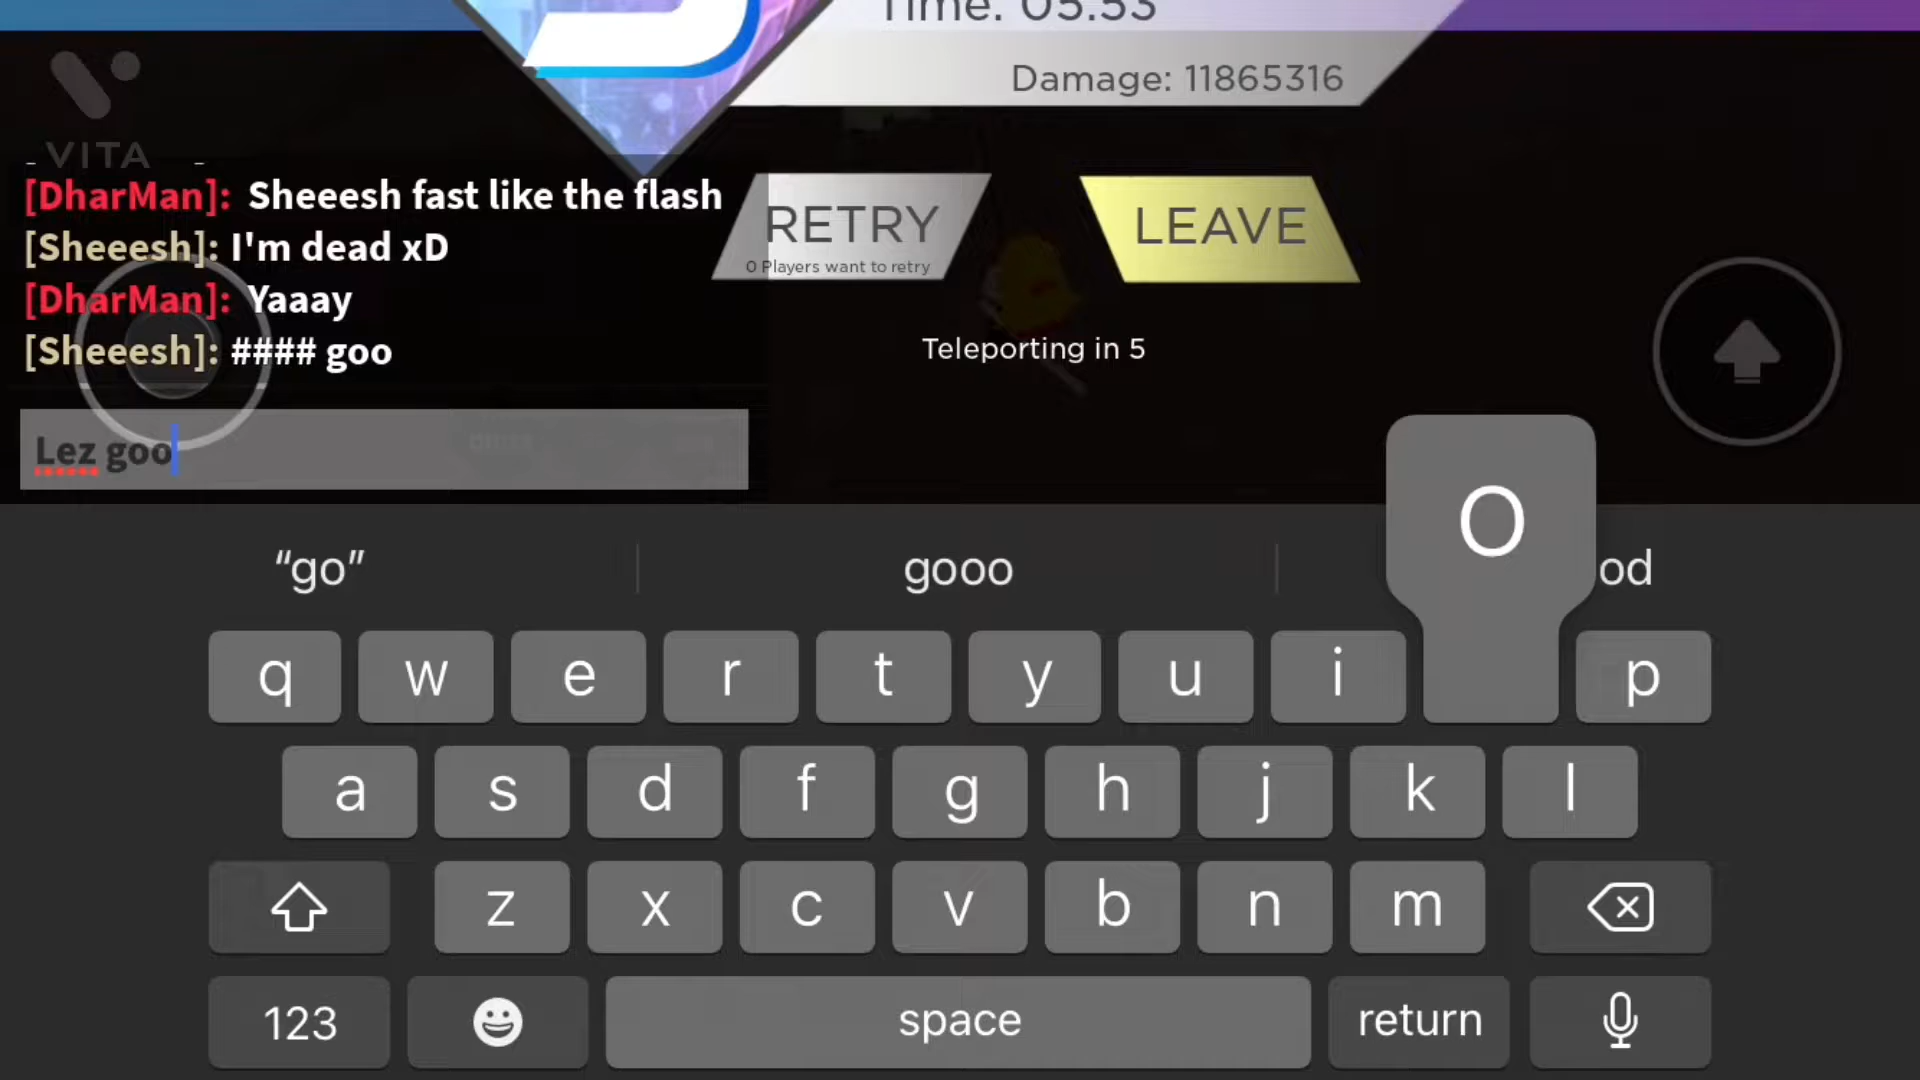 Time: 05:53
Damage: 11865316
VITA
[DharMan]: Sheeesh fast like the flash
[Sheeesh]: I'm dead xD
[DharMan]: Yaaay
[Sheeesh]: #### goo
RETRY
0 Players want to retry
LEAVE
Teleporting in 5
Lez goo
O
“go”
gooo
od
q w e r t y u i p
a s d f g h j k l
z x c v b n m
123
space
return